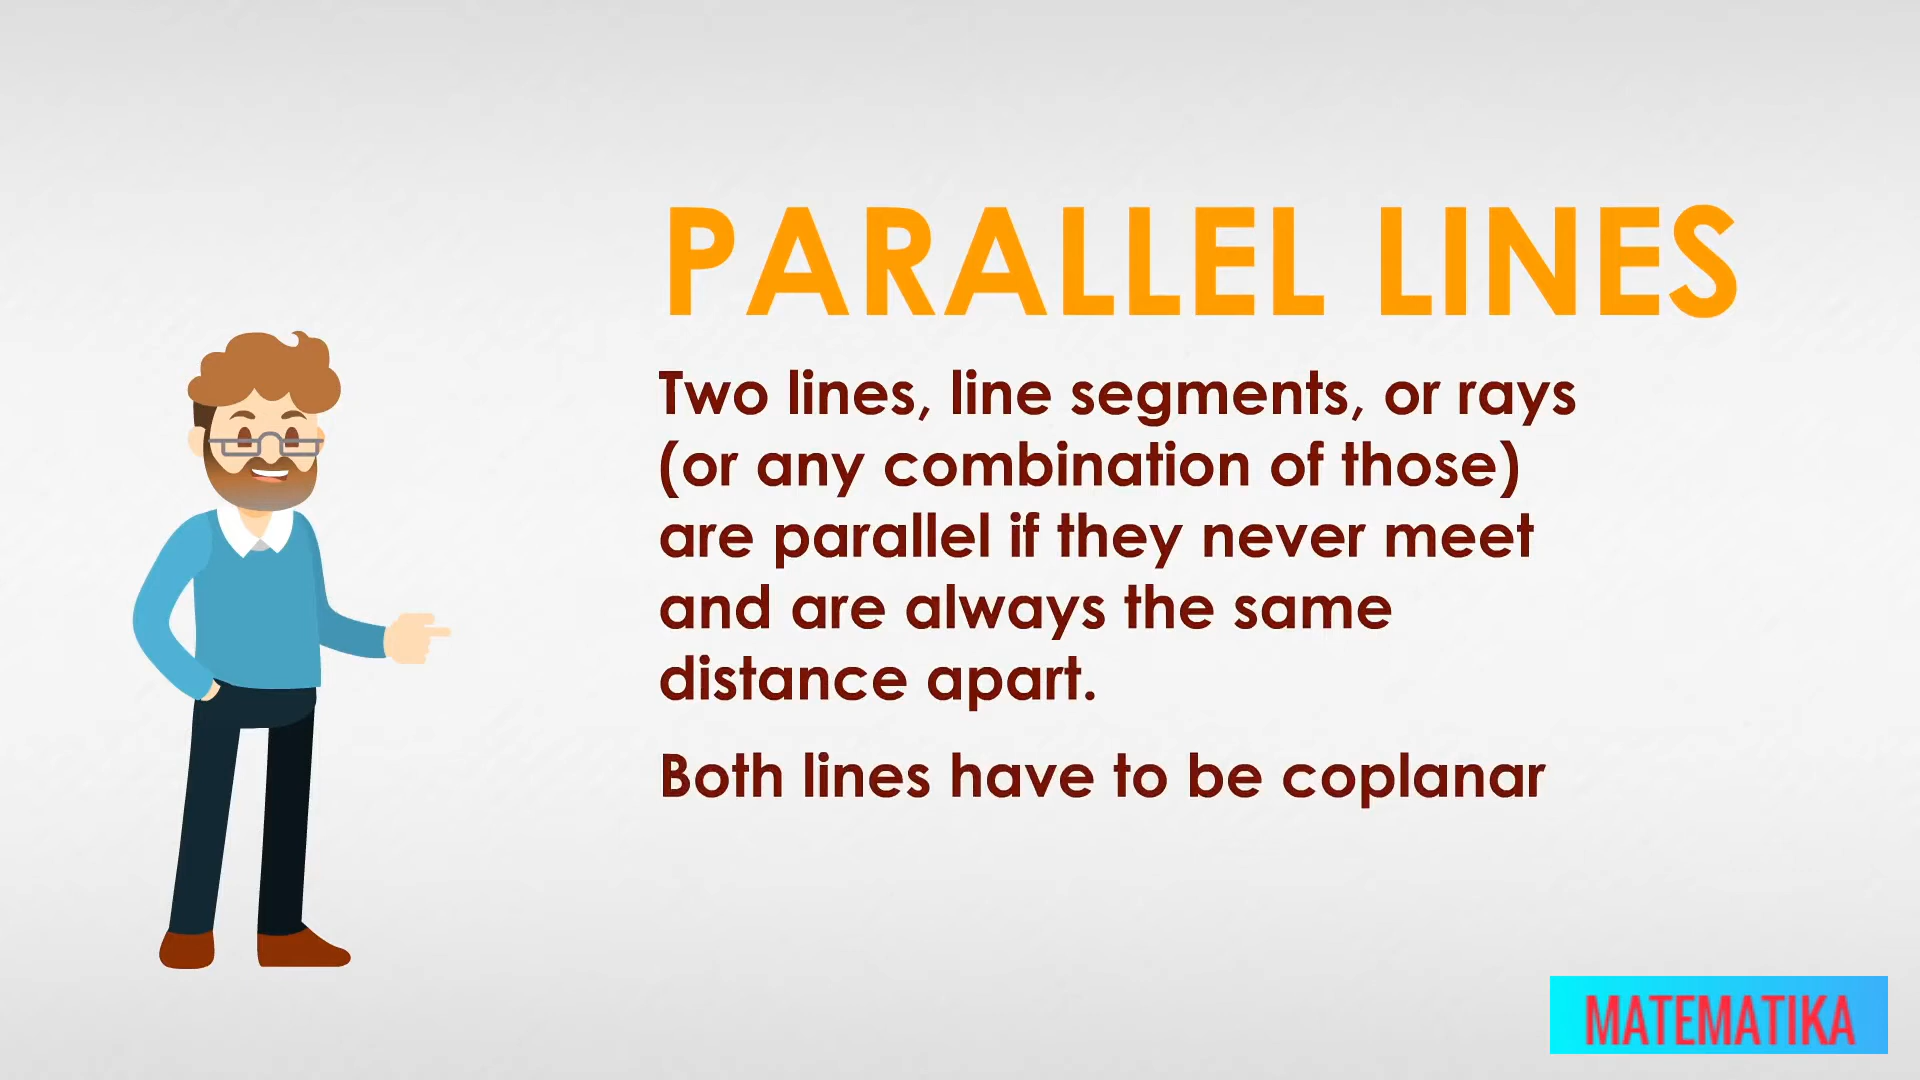 PARALLEL LINES
Two lines, line segments, or rays
(or any combination of those)
are parallel if they never meet
and are always the same
distance apart.
Both lines have to be coplanar
MATEMATIKA